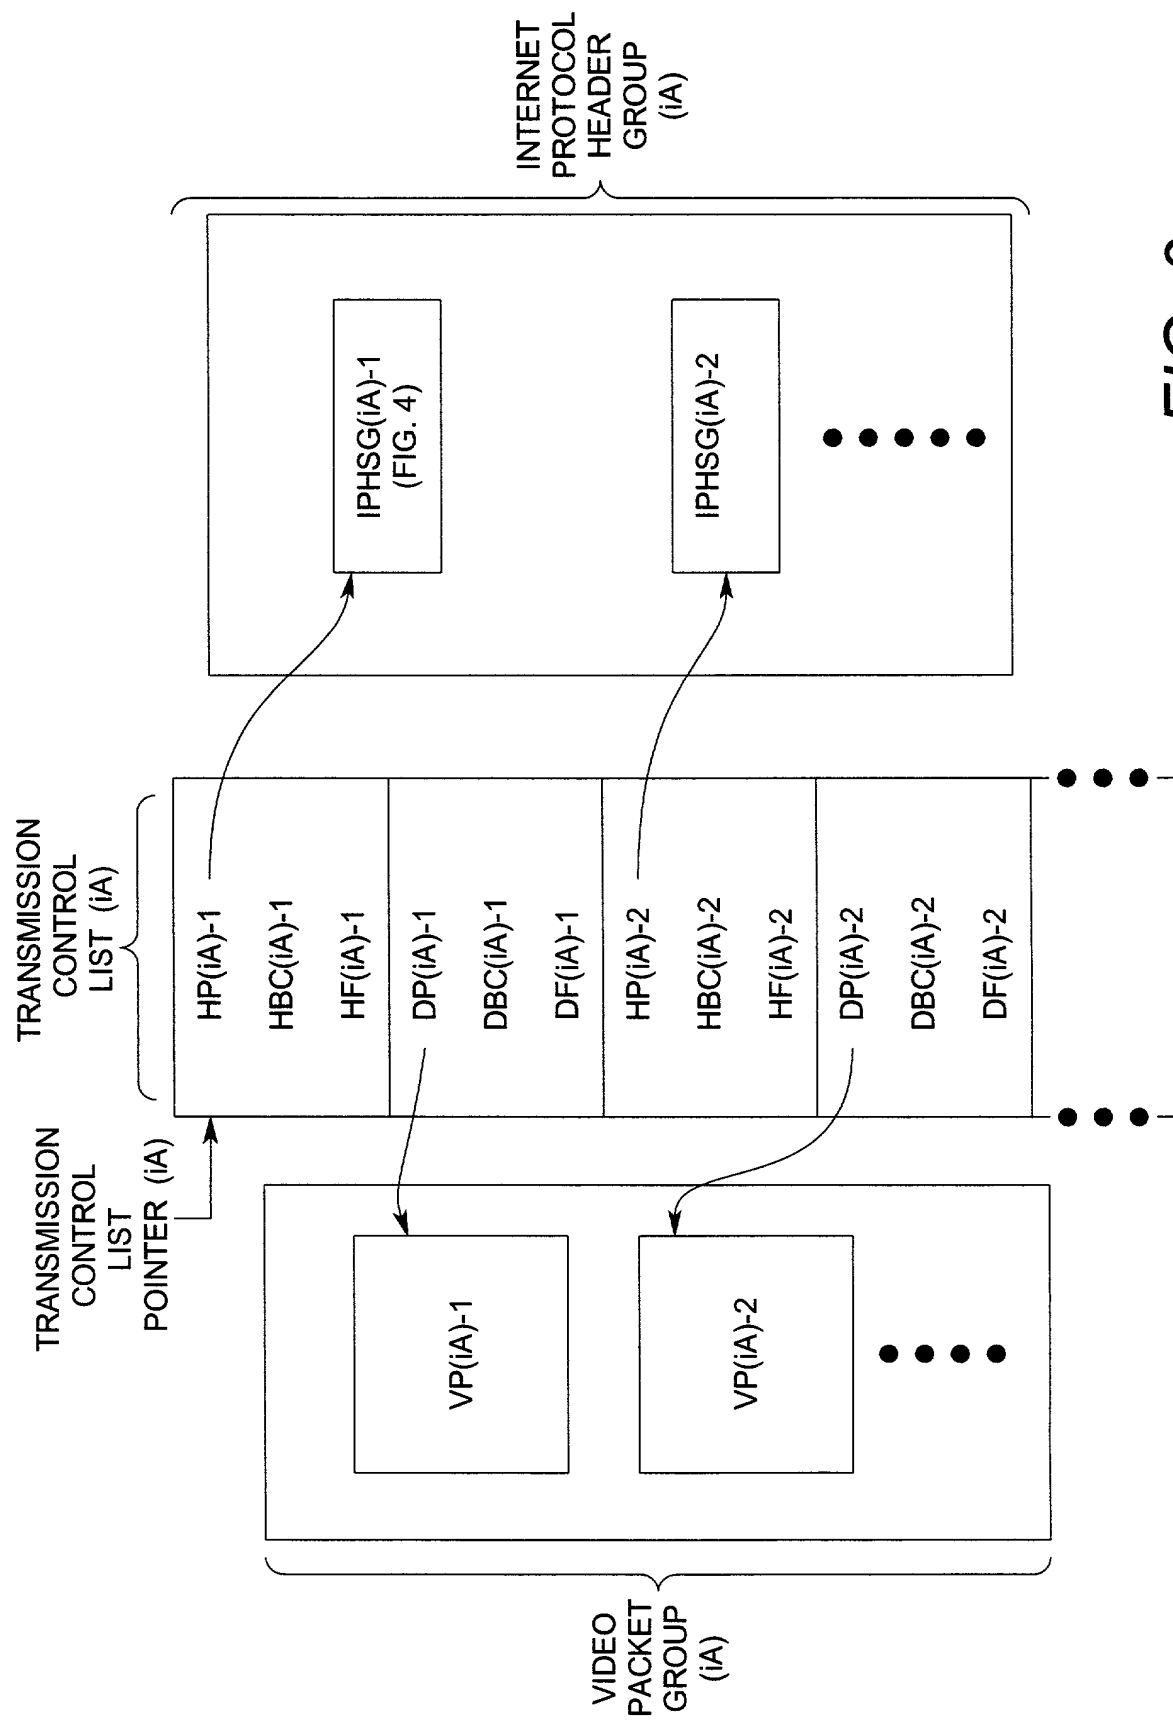 TRANSMISSION
CONTROL
LIST (iA)
TRANSMISSION
CONTROL
LIST
POINTER (iA)
HP(iA)-1
HBC(iA)-1
HF(iA)-1
DP(iA)-1
DBC(iA)-1
DF(iA)-1
HP(iA)-2
HBC(iA)-2
HF(iA)-2
DP(iA)-2
DBC(iA)-2
DF(iA)-2
VIDEO
PACKET
GROUP
(iA)
VP(iA)-1
VP(iA)-2
INTERNET
PROTOCOL
HEADER
GROUP
(iA)
IPHSG(iA)-1
(FIG. 4)
IPHSG(iA)-2
FIG.